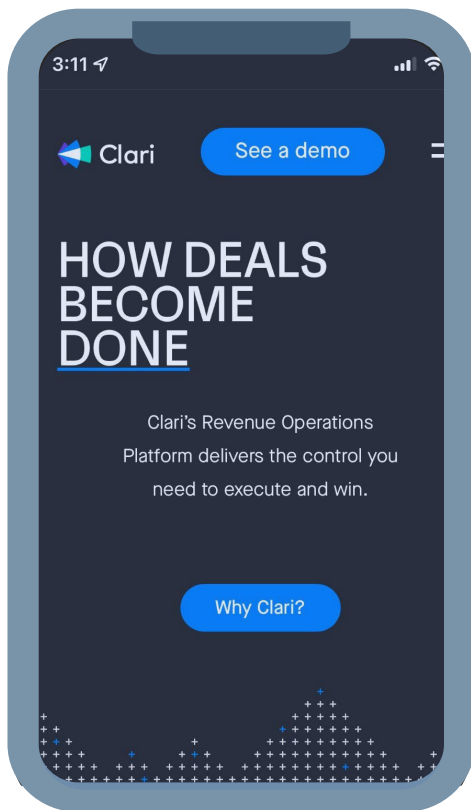 3:11
Clari
See a demo
HOW DEALS
BECOME
DONE
Clari’s Revenue Operations
Platform delivers the control you
need to execute and win.
Why Clari?